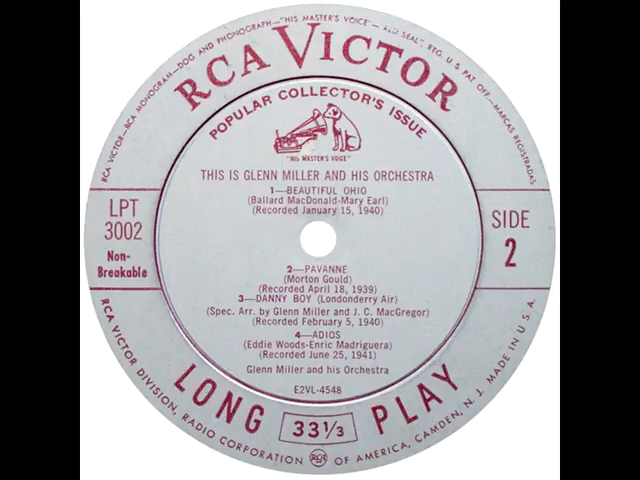 RCA VICTOR—RCA MONOGRAM—DOG AND PHONOGRAPH—"HIS MASTER'S VOICE"—RED SEAL", REG. U.S. PAT. OFF.—MARCAS REGISTRADAS
RCA VICTOR
POPULAR COLLECTOR'S ISSUE
"HIS MASTER'S VOICE"
THIS IS GLENN MILLER AND HIS ORCHESTRA
1—BEAUTIFUL OHIO
(Ballard MacDonald-Mary Earl)
(Recorded January 15, 1940)
LPT
3002
Non-
Breakable
SIDE
2
2—PAVANNE
(Morton Gould)
(Recorded April 18, 1939)
3—DANNY BOY (Londonderry Air)
(Spec. Arr. by Glenn Miller and J. C. MacGregor)
(Recorded February 5, 1940)
4—ADIOS
(Eddie Woods-Enric Madriguera)
(Recorded June 25, 1941)
Glenn Miller and his Orchestra
E2VL-4548
LONG 33⅓ PLAY
RCA VICTOR DIVISION, RADIO CORPORATION RCA OF AMERICA, CAMDEN, N. J. MADE IN U.S.A.